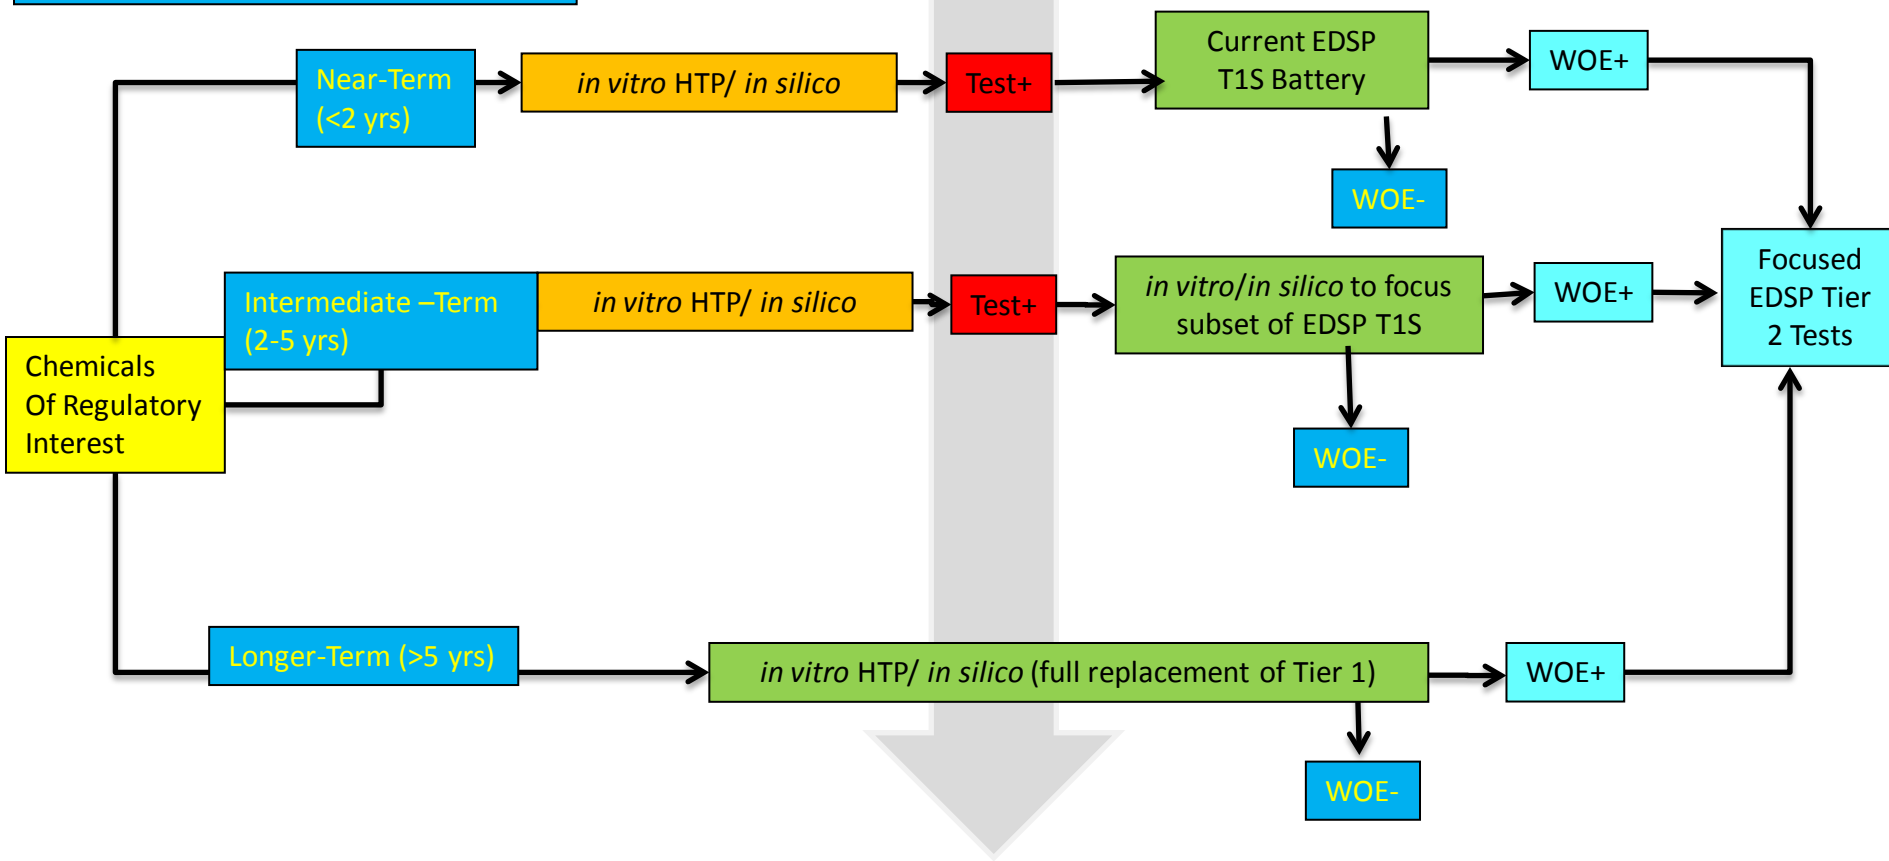 Near-Term
(<2 yrs)
in vitro HTP/ in silico
Test+
Current EDSP
T1S Battery
WOE+
WOE-
Intermediate –Term
(2-5 yrs)
in vitro HTP/ in silico
Test+
in vitro/in silico to focus
subset of EDSP T1S
WOE+
Focused
EDSP Tier
2 Tests
WOE-
Chemicals
Of Regulatory
Interest
Longer-Term (>5 yrs)
in vitro HTP/ in silico (full replacement of Tier 1)
WOE+
WOE-